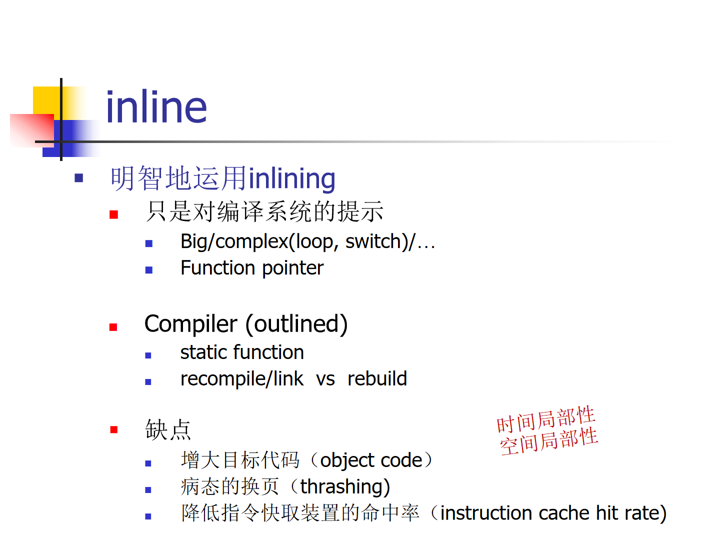 inline
明智地运用inlining
只是对编译系统的提示
Big/complex(loop, switch)/…
Function pointer
Compiler (outlined)
static function
recompile/link vs rebuild
缺点
时间局部性
空间局部性
增大目标代码（object code）
病态的换页（thrashing)
降低指令快取装置的命中率（instruction cache hit rate)